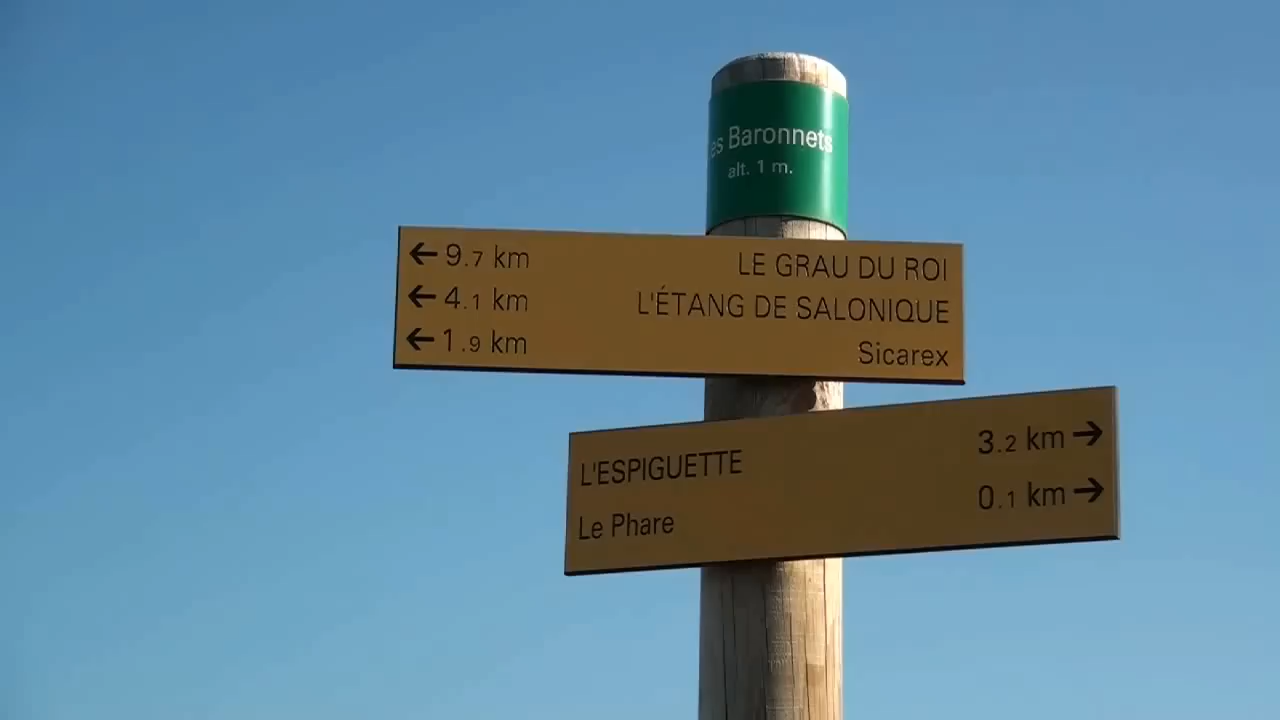 es Baronnets
alt. 1 m.
← 9.7 km LE GRAU DU ROI
← 4.1 km L'ÉTANG DE SALONIQUE
← 1.9 km Sicarex
L'ESPIGUETTE 3.2 km →
Le Phare 0.1 km →